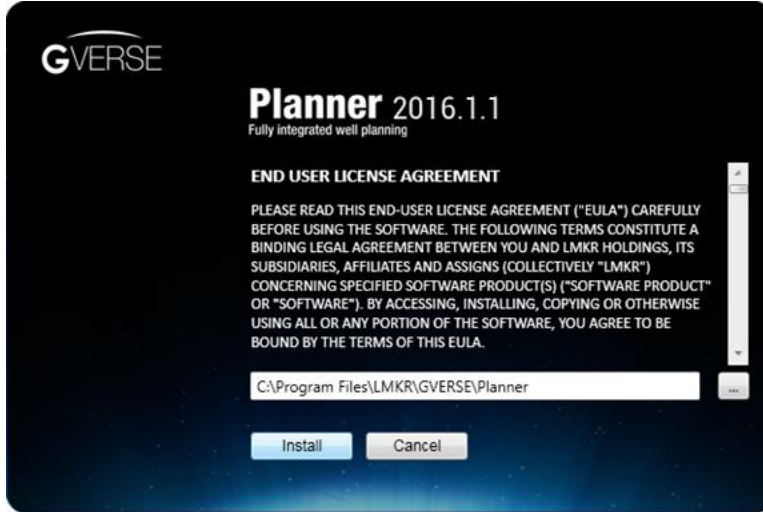 GVERSE
Planner 2016.1.1
Fully integrated well planning
END USER LICENSE AGREEMENT
PLEASE READ THIS END-USER LICENSE AGREEMENT ("EULA") CAREFULLY
BEFORE USING THE SOFTWARE. THE FOLLOWING TERMS CONSTITUTE A
BINDING LEGAL AGREEMENT BETWEEN YOU AND LMKR HOLDINGS, ITS
SUBSIDIARIES, AFFILIATES AND ASSIGNS (COLLECTIVELY "LMKR")
CONCERNING SPECIFIED SOFTWARE PRODUCT(S) ("SOFTWARE PRODUCT"
OR "SOFTWARE"). BY ACCESSING, INSTALLING, COPYING OR OTHERWISE
USING ALL OR ANY PORTION OF THE SOFTWARE, YOU AGREE TO BE
BOUND BY THE TERMS OF THIS EULA.
C:\Program Files\LMKR\GVERSE\Planner
...
Install
Cancel